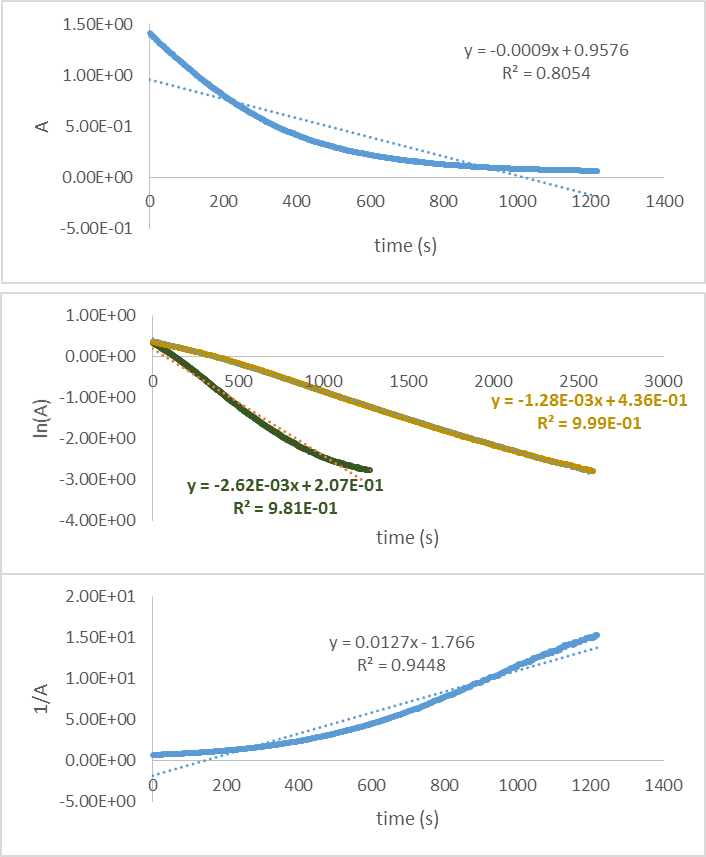 1.50E+00
1.00E+00
5.00E-01
0.00E+00
-5.00E-01
A
y = -0.0009x + 0.9576
R² = 0.8054
0 200 400 600 800 1000 1200 1400
time (s)
1.00E+00
0.00E+00
-1.00E+00
-2.00E+00
-3.00E+00
-4.00E+00
ln(A)
0 500 1000 1500 2000 2500 3000
y = -1.28E-03x + 4.36E-01
R² = 9.99E-01
y = -2.62E-03x + 2.07E-01
R² = 9.81E-01
time (s)
2.00E+01
1.50E+01
1.00E+01
5.00E+00
0.00E+00
-5.00E+00
1/A
y = 0.0127x - 1.766
R² = 0.9448
0 200 400 600 800 1000 1200 1400
time (s)